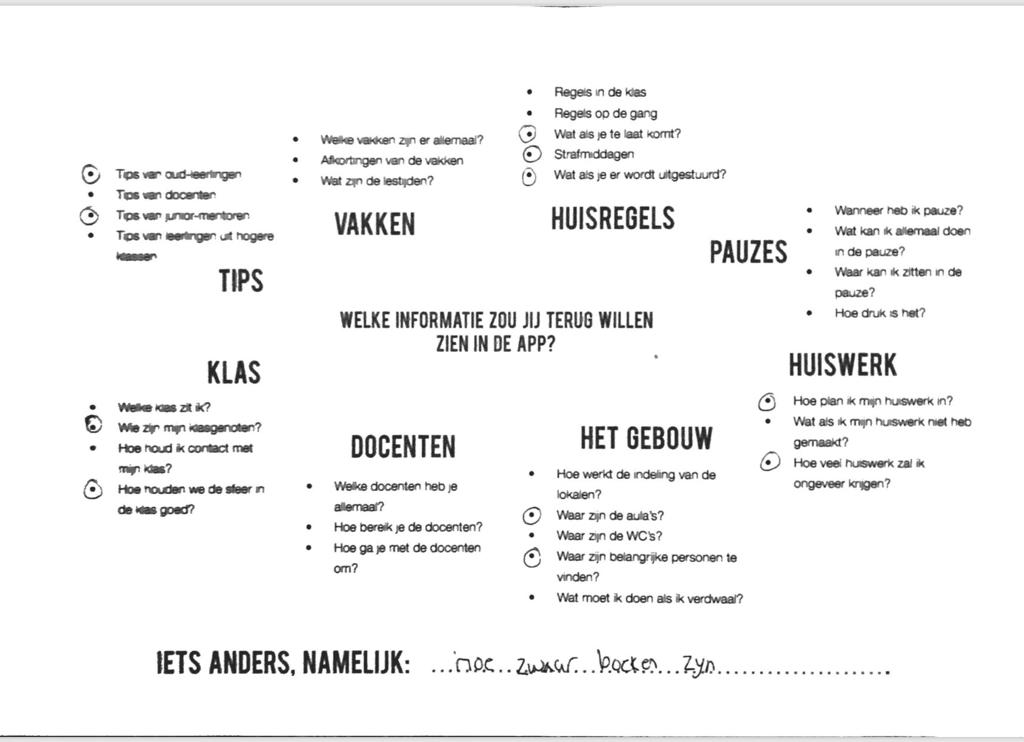 • Regels in de klas
• Regels op de gang
• Wat als je te laat komt?
• Strafmiddagen
• Wat als je er wordt uitgestuurd?
HUISREGELS
• Welke vakken zijn er allemaal?
• Afkortingen van de vakken
• Wat zijn de lestijden?
VAKKEN
• Tips van oud-leerlingen
• Tips van docenten
• Tips van junior-mentoren
• Tips van leerlingen uit hogere
klassen
TIPS
• Wanneer heb ik pauze?
• Wat kan ik allemaal doen
in de pauze?
• Waar kan ik zitten in de
pauze?
• Hoe druk is het?
PAUZES
WELKE INFORMATIE ZOU JIJ TERUG WILLEN
ZIEN IN DE APP?
KLAS
• Welke klas zit ik?
• Wie zijn mijn klasgenoten?
• Hoe houd ik contact met
mijn klas?
• Hoe houden we de sfeer in
de klas goed?
DOCENTEN
• Welke docenten heb je
allemaal?
• Hoe bereik je de docenten?
• Hoe ga je met de docenten
om?
HET GEBOUW
• Hoe werkt de indeling van de
lokalen?
• Waar zijn de aula's?
• Waar zijn de WC's?
• Waar zijn belangrijke personen te
vinden?
• Wat moet ik doen als ik verdwaal?
HUISWERK
• Hoe plan ik mijn huiswerk in?
• Wat als ik mijn huiswerk niet heb
gemaakt?
• Hoe veel huiswerk zal ik
ongeveer krijgen?
IETS ANDERS, NAMELIJK: ...hoe...zwaar...boeken...zijn.....................